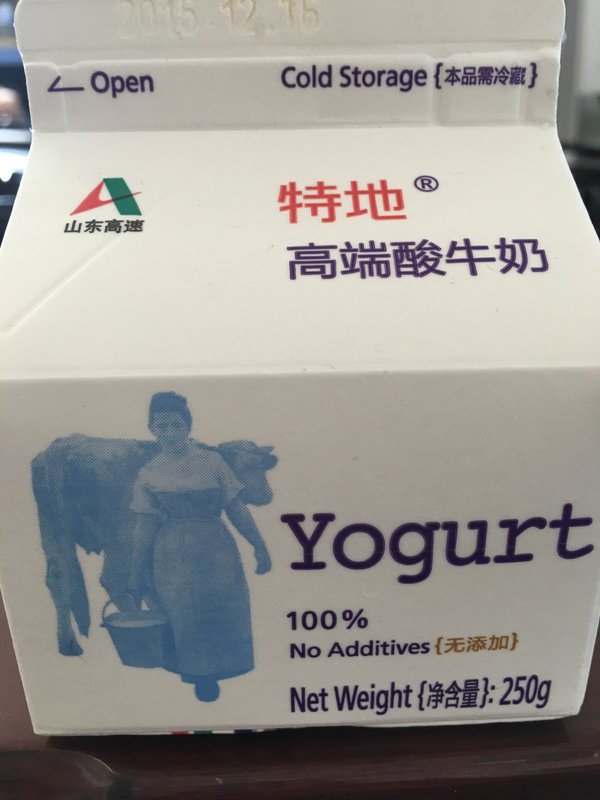 2015.12.15
Open
Cold Storage {本品需冷藏}
山东高速
特地®
高端酸牛奶
Yogurt
100%
No Additives {无添加}
Net Weight {净含量}: 250g